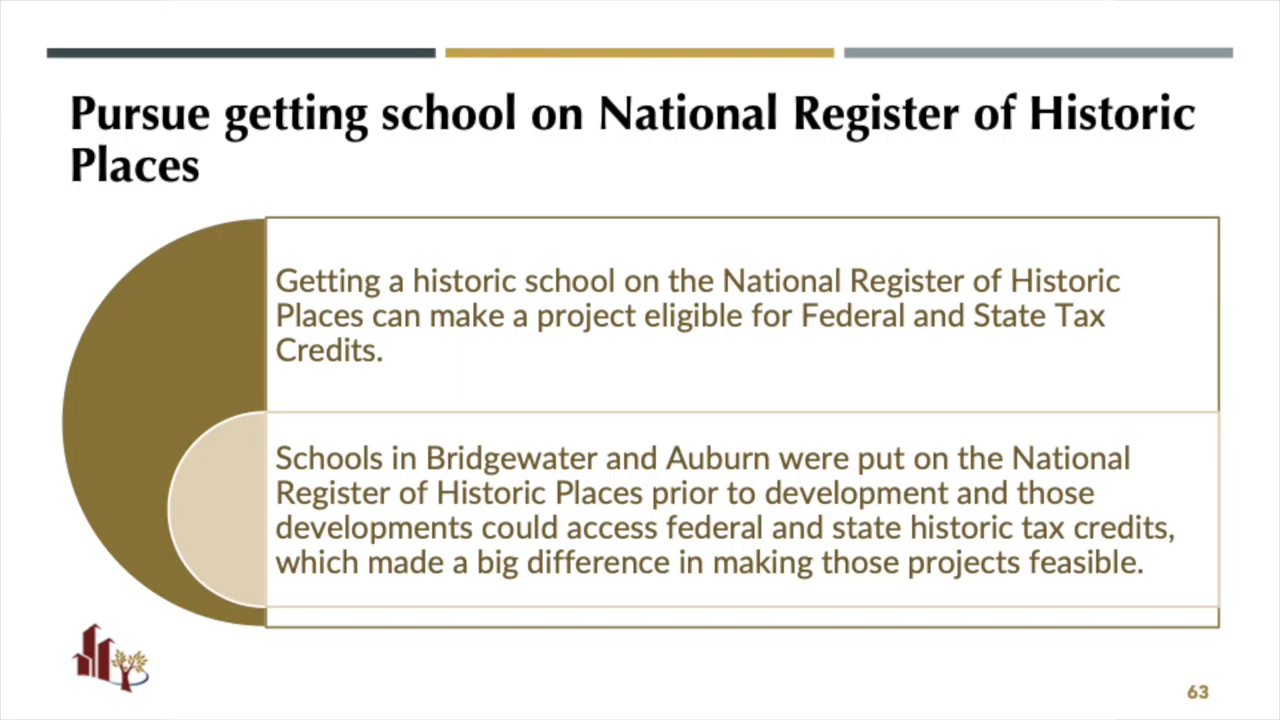 Pursue getting school on National Register of Historic
Places
Getting a historic school on the National Register of Historic
Places can make a project eligible for Federal and State Tax
Credits.
Schools in Bridgewater and Auburn were put on the National
Register of Historic Places prior to development and those
developments could access federal and state historic tax credits,
which made a big difference in making those projects feasible.
63